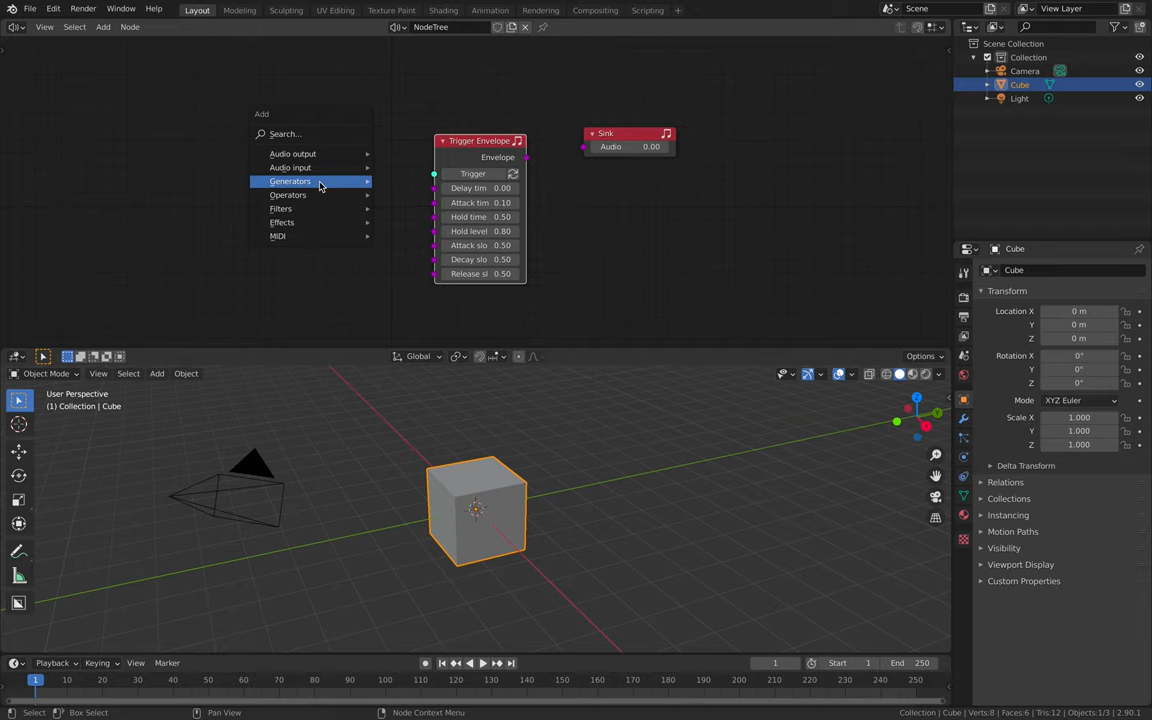 File Edit Render Window Help Layout Modeling Sculpting UV Editing Texture Paint Shading Animation Rendering Compositing Scripting + Scene View Layer
View Select Add Node NodeTree
Scene Collection
Collection
Camera
Cube
Light
Add
Search...
Audio output
Audio input
Generators
Operators
Filters
Effects
MIDI
Trigger Envelope
Envelope
Trigger
Delay tim 0.00
Attack tim 0.10
Hold time 0.50
Hold level 0.80
Attack slo 0.50
Decay slo 0.50
Release sl 0.50
Sink
Audio 0.00
Cube
Cube
Transform
Location X 0 m
Y 0 m
Z 0 m
Rotation X 0°
Y 0°
Z 0°
Mode XYZ Euler
Scale X 1.000
Y 1.000
Z 1.000
Delta Transform
Relations
Collections
Instancing
Motion Paths
Visibility
Viewport Display
Custom Properties
Global Options
Object Mode View Select Add Object
User Perspective
(1) Collection | Cube
Z
Y
X
Playback Keying View Marker 1 Start 1 End 250
1 10 20 30 40 50 60 70 80 90 100 110 120 130 140 150 160 170 180 190 200 210 220 230 240 250
Select Box Select Pan View Node Context Menu Collection | Cube | Verts:8 | Faces:6 | Tris:12 | Objects:1/3 | 2.90.1